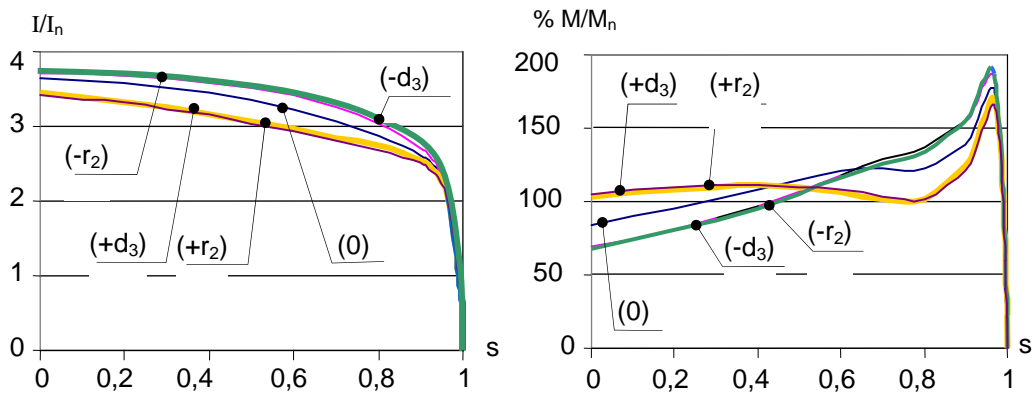 I/Iₙ
4
3
2
1
0
(-d₃)
(-r₂)
(+d₃)
(+r₂)
(0)
0
0,2
0,4
0,6
0,8
1
s
% M/Mₙ
200
150
100
50
0
(+d₃)
(+r₂)
(-r₂)
(-d₃)
(0)
0
0,2
0,4
0,6
0,8
1
s